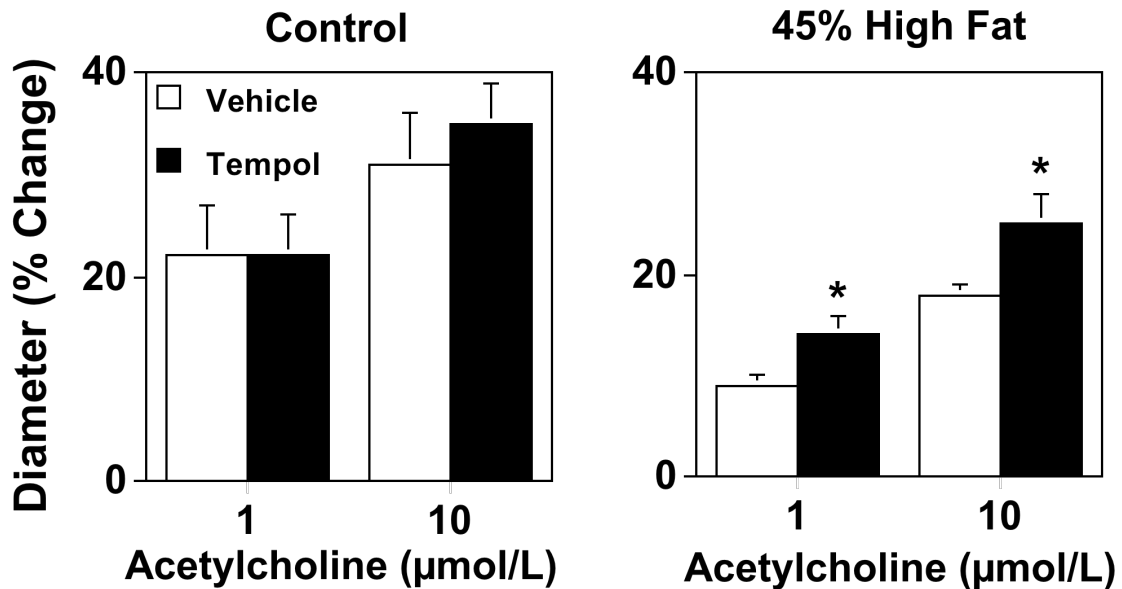 Control
Diameter (% Change)
40
20
0
Vehicle
Tempol
1 10
Acetylcholine (μmol/L)
45% High Fat
40
20
0
*
*
1 10
Acetylcholine (μmol/L)